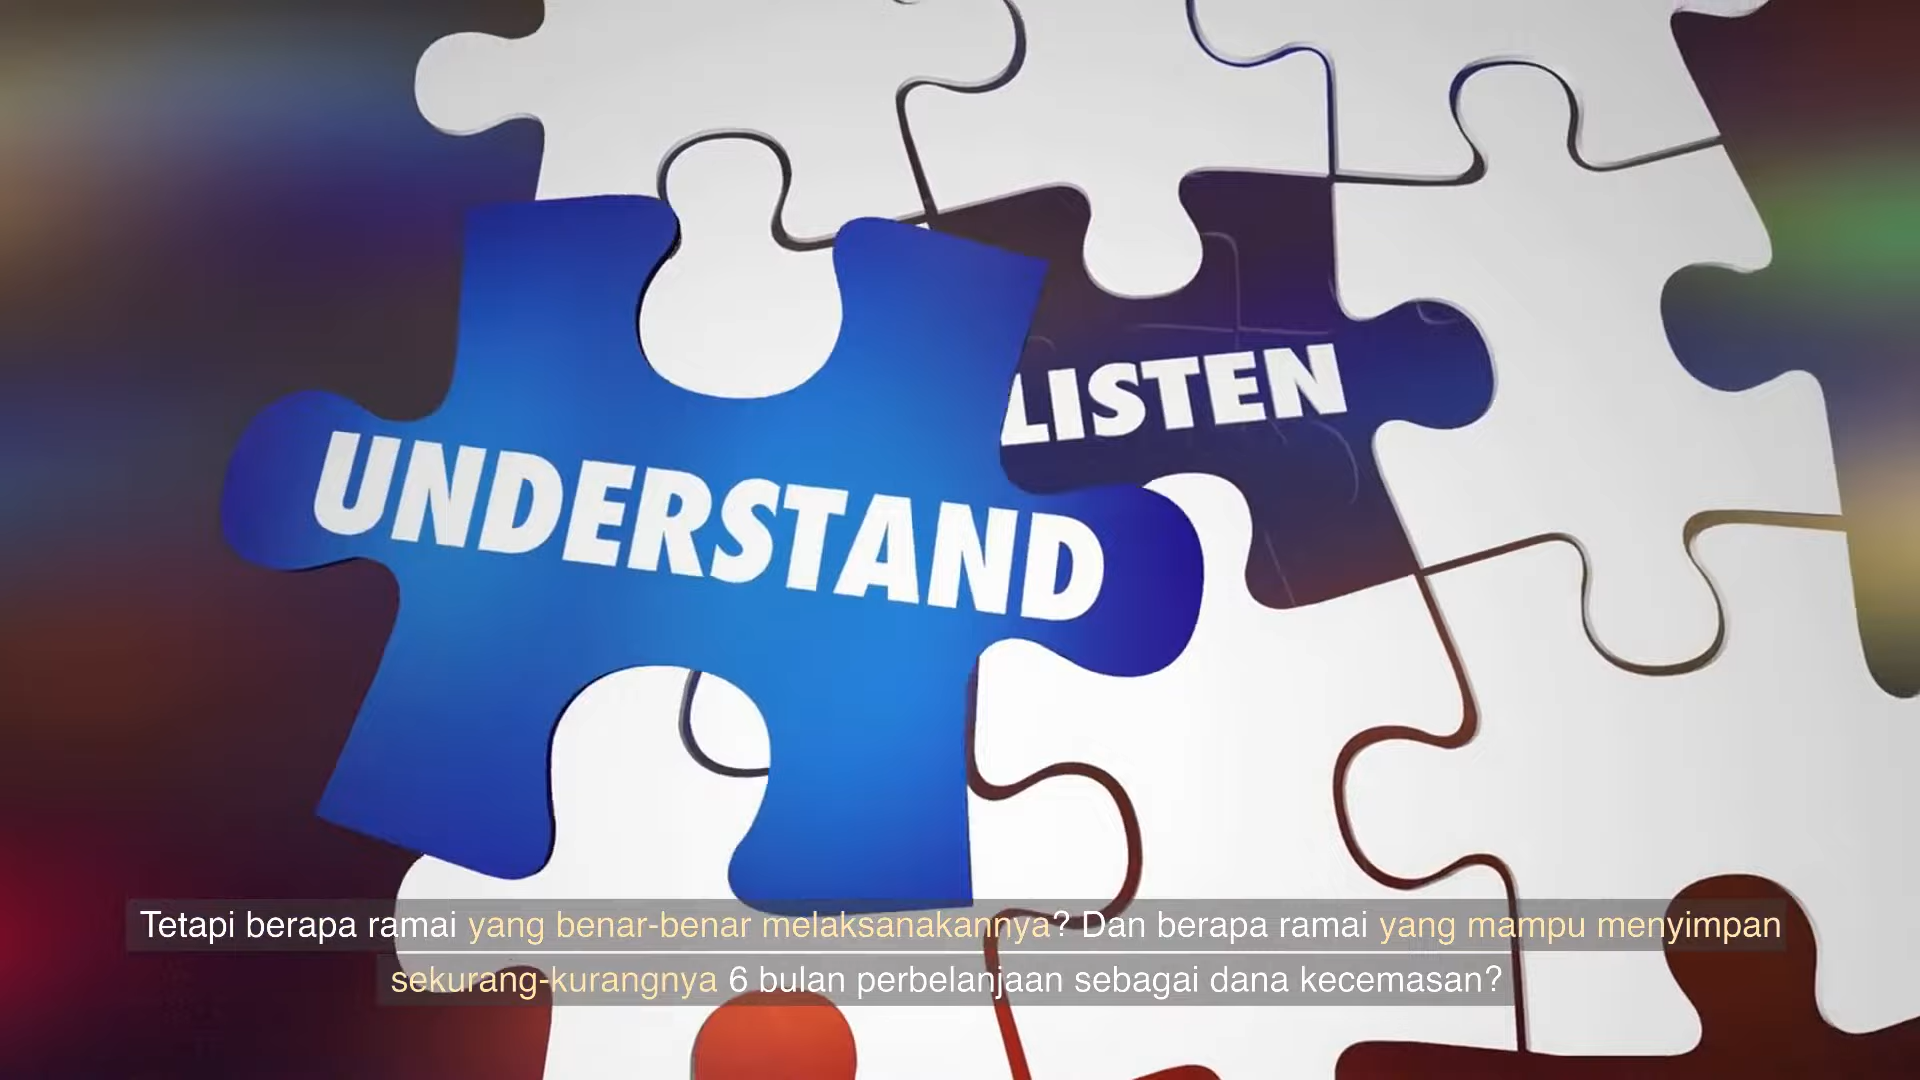 UNDERSTAND
LISTEN
Tetapi berapa ramai yang benar-benar melaksanakannya? Dan berapa ramai yang mampu menyimpan
sekurang-kurangnya 6 bulan perbelanjaan sebagai dana kecemasan?